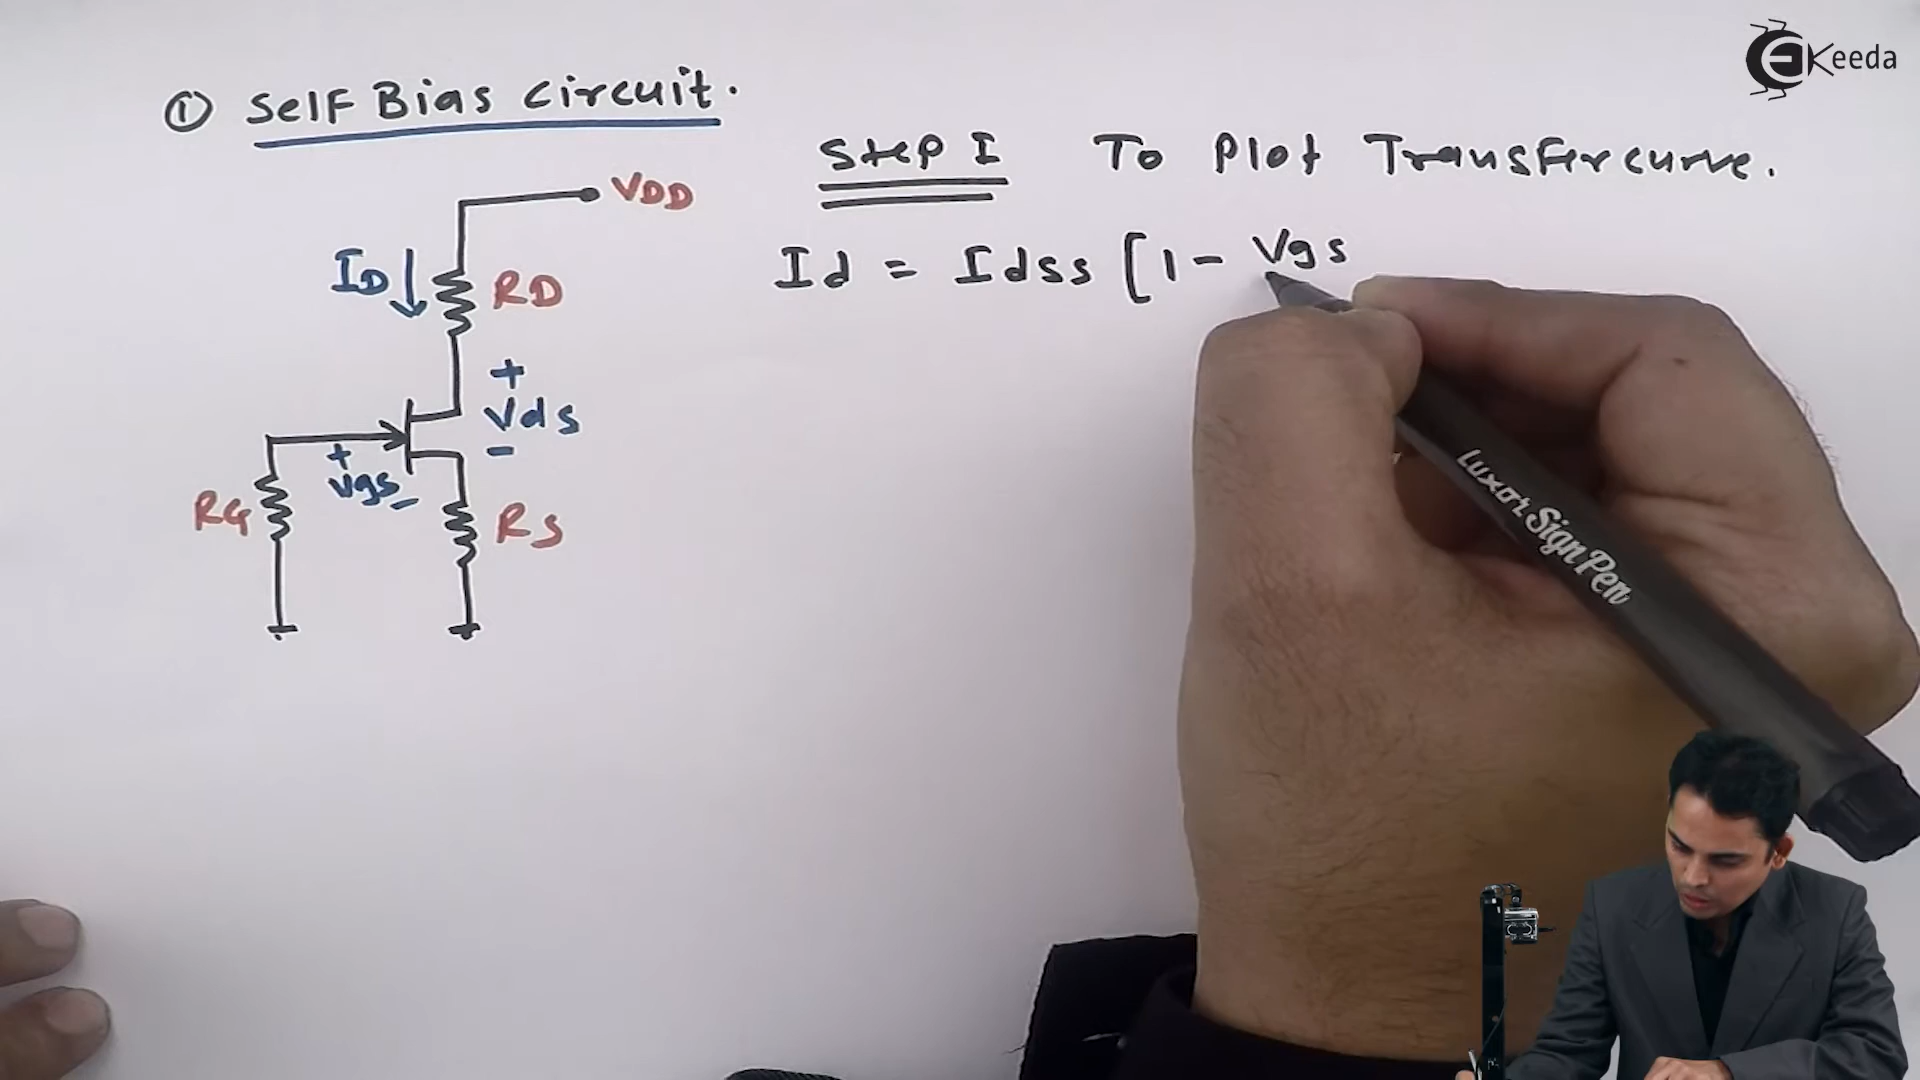 Keeda
① Self Bias Circuit.
Step I To Plot Transfer curve.
VDD
Id = Idss [1 - Vgs
ID
RD
+
Vds
-
+
Vgs
-
RG
RS
Luxor Sign Pen